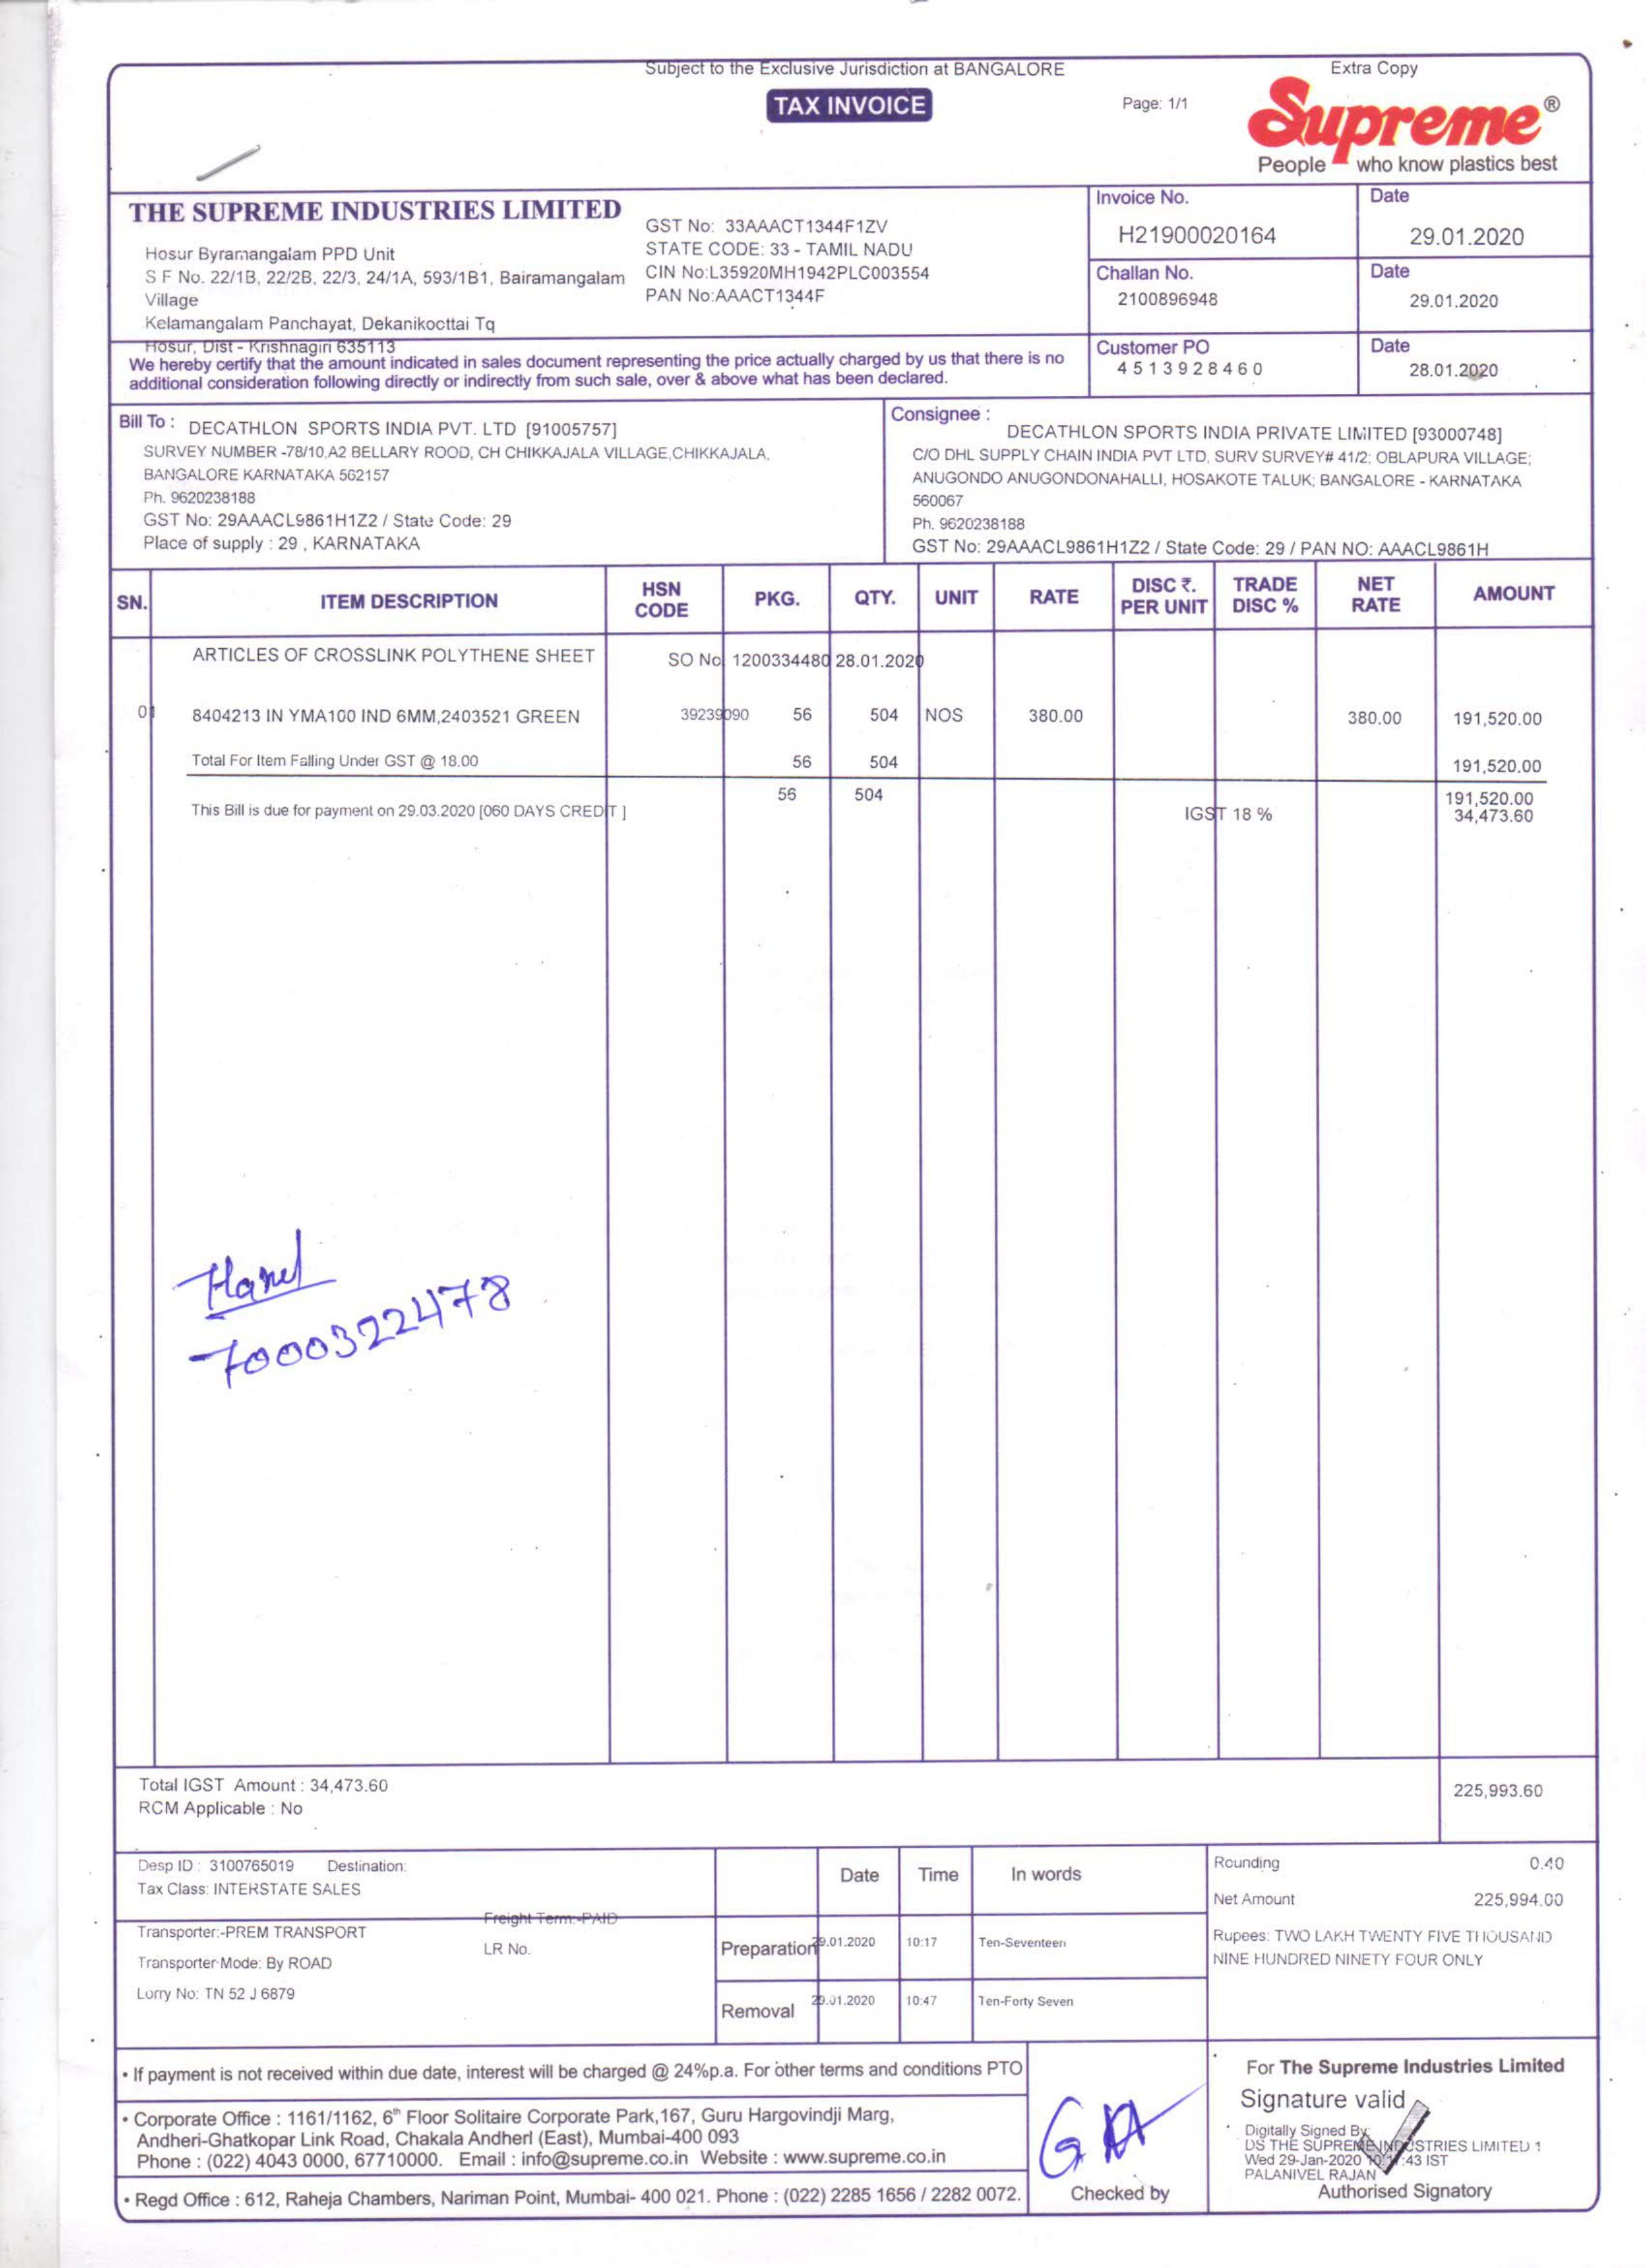 Subject to the Exclusive Jurisdiction at BANGALORE
Extra Copy
TAX INVOICE
Page: 1/1
Supreme®
People who know plastics best
THE SUPREME INDUSTRIES LIMITED
Hosur Byramangalam PPD Unit
S F No. 22/1B, 22/2B, 22/3, 24/1A, 593/1B1, Bairamangalam
Village
Kelamangalam Panchayat, Dekanikocttai Tq
Hosur, Dist - Krishnagiri 635113
GST No: 33AAACT1344F1ZV
STATE CODE: 33 - TAMIL NADU
CIN No:L35920MH1942PLC003554
PAN No:AAACT1344F
Invoice No.
H21900020164
Date
29.01.2020
Challan No.
2100896948
Date
29.01.2020
Customer PO
4513928460
Date
28.01.2020
We hereby certify that the amount indicated in sales document representing the price actually charged by us that there is no
additional consideration following directly or indirectly from such sale, over & above what has been declared.
Bill To : DECATHLON SPORTS INDIA PVT. LTD [91005757]
SURVEY NUMBER -78/10,A2 BELLARY ROOD, CH CHIKKAJALA VILLAGE,CHIKKAJALA,
BANGALORE KARNATAKA 562157
Ph. 9620238188
GST No: 29AAACL9861H1Z2 / State Code: 29
Place of supply : 29 , KARNATAKA
Consignee :
DECATHLON SPORTS INDIA PRIVATE LIMITED [93000748]
C/O DHL SUPPLY CHAIN INDIA PVT LTD, SURV SURVEY# 41/2; OBLAPURA VILLAGE;
ANUGONDO ANUGONDONAHALLI, HOSAKOTE TALUK; BANGALORE - KARNATAKA
560067
Ph. 9620238188
GST No: 29AAACL9861H1Z2 / State Code: 29 / PAN NO: AAACL9861H
SN. ITEM DESCRIPTION HSN CODE PKG. QTY. UNIT RATE DISC ₹. PER UNIT TRADE DISC % NET RATE AMOUNT
ARTICLES OF CROSSLINK POLYTHENE SHEET SO No 1200334480 28.01.2020
01 8404213 IN YMA100 IND 6MM,2403521 GREEN 39239090 56 504 NOS 380.00 380.00 191,520.00
Total For Item Falling Under GST @ 18.00 56 504 191,520.00
56 504 191,520.00
This Bill is due for payment on 29.03.2020 [060 DAYS CREDIT ] IGST 18 % 34,473.60
7000322478
Total IGST Amount : 34,473.60
RCM Applicable : No
225,993.60
Desp ID : 3100765019 Destination:
Tax Class: INTERSTATE SALES
Freight Term:-PAID
Transporter:-PREM TRANSPORT
LR No.
Transporter Mode: By ROAD
Lorry No: TN 52 J 6879
Date Time In words
Preparation 29.01.2020 10:17 Ten-Seventeen
Removal 29.01.2020 10:47 Ten-Forty Seven
Rounding 0.40
Net Amount 225,994.00
Rupees: TWO LAKH TWENTY FIVE THOUSAND
NINE HUNDRED NINETY FOUR ONLY
• If payment is not received within due date, interest will be charged @ 24%p.a. For other terms and conditions PTO
• Corporate Office : 1161/1162, 6th Floor Solitaire Corporate Park,167, Guru Hargovindji Marg,
Andheri-Ghatkopar Link Road, Chakala Andheri (East), Mumbai-400 093
Phone : (022) 4043 0000, 67710000. Email : info@supreme.co.in Website : www.supreme.co.in
• Regd Office : 612, Raheja Chambers, Nariman Point, Mumbai- 400 021. Phone : (022) 2285 1656 / 2282 0072.
Checked by
For The Supreme Industries Limited
Signature valid
Digitally Signed By:
DS THE SUPREME INDUSTRIES LIMITED 1
Wed 29-Jan-2020 10:17:43 IST
PALANIVEL RAJAN
Authorised Signatory